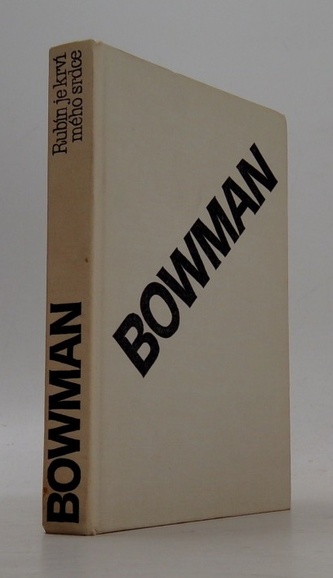 BOWMAN
Rubín je krví
mého srdce
BOWMAN